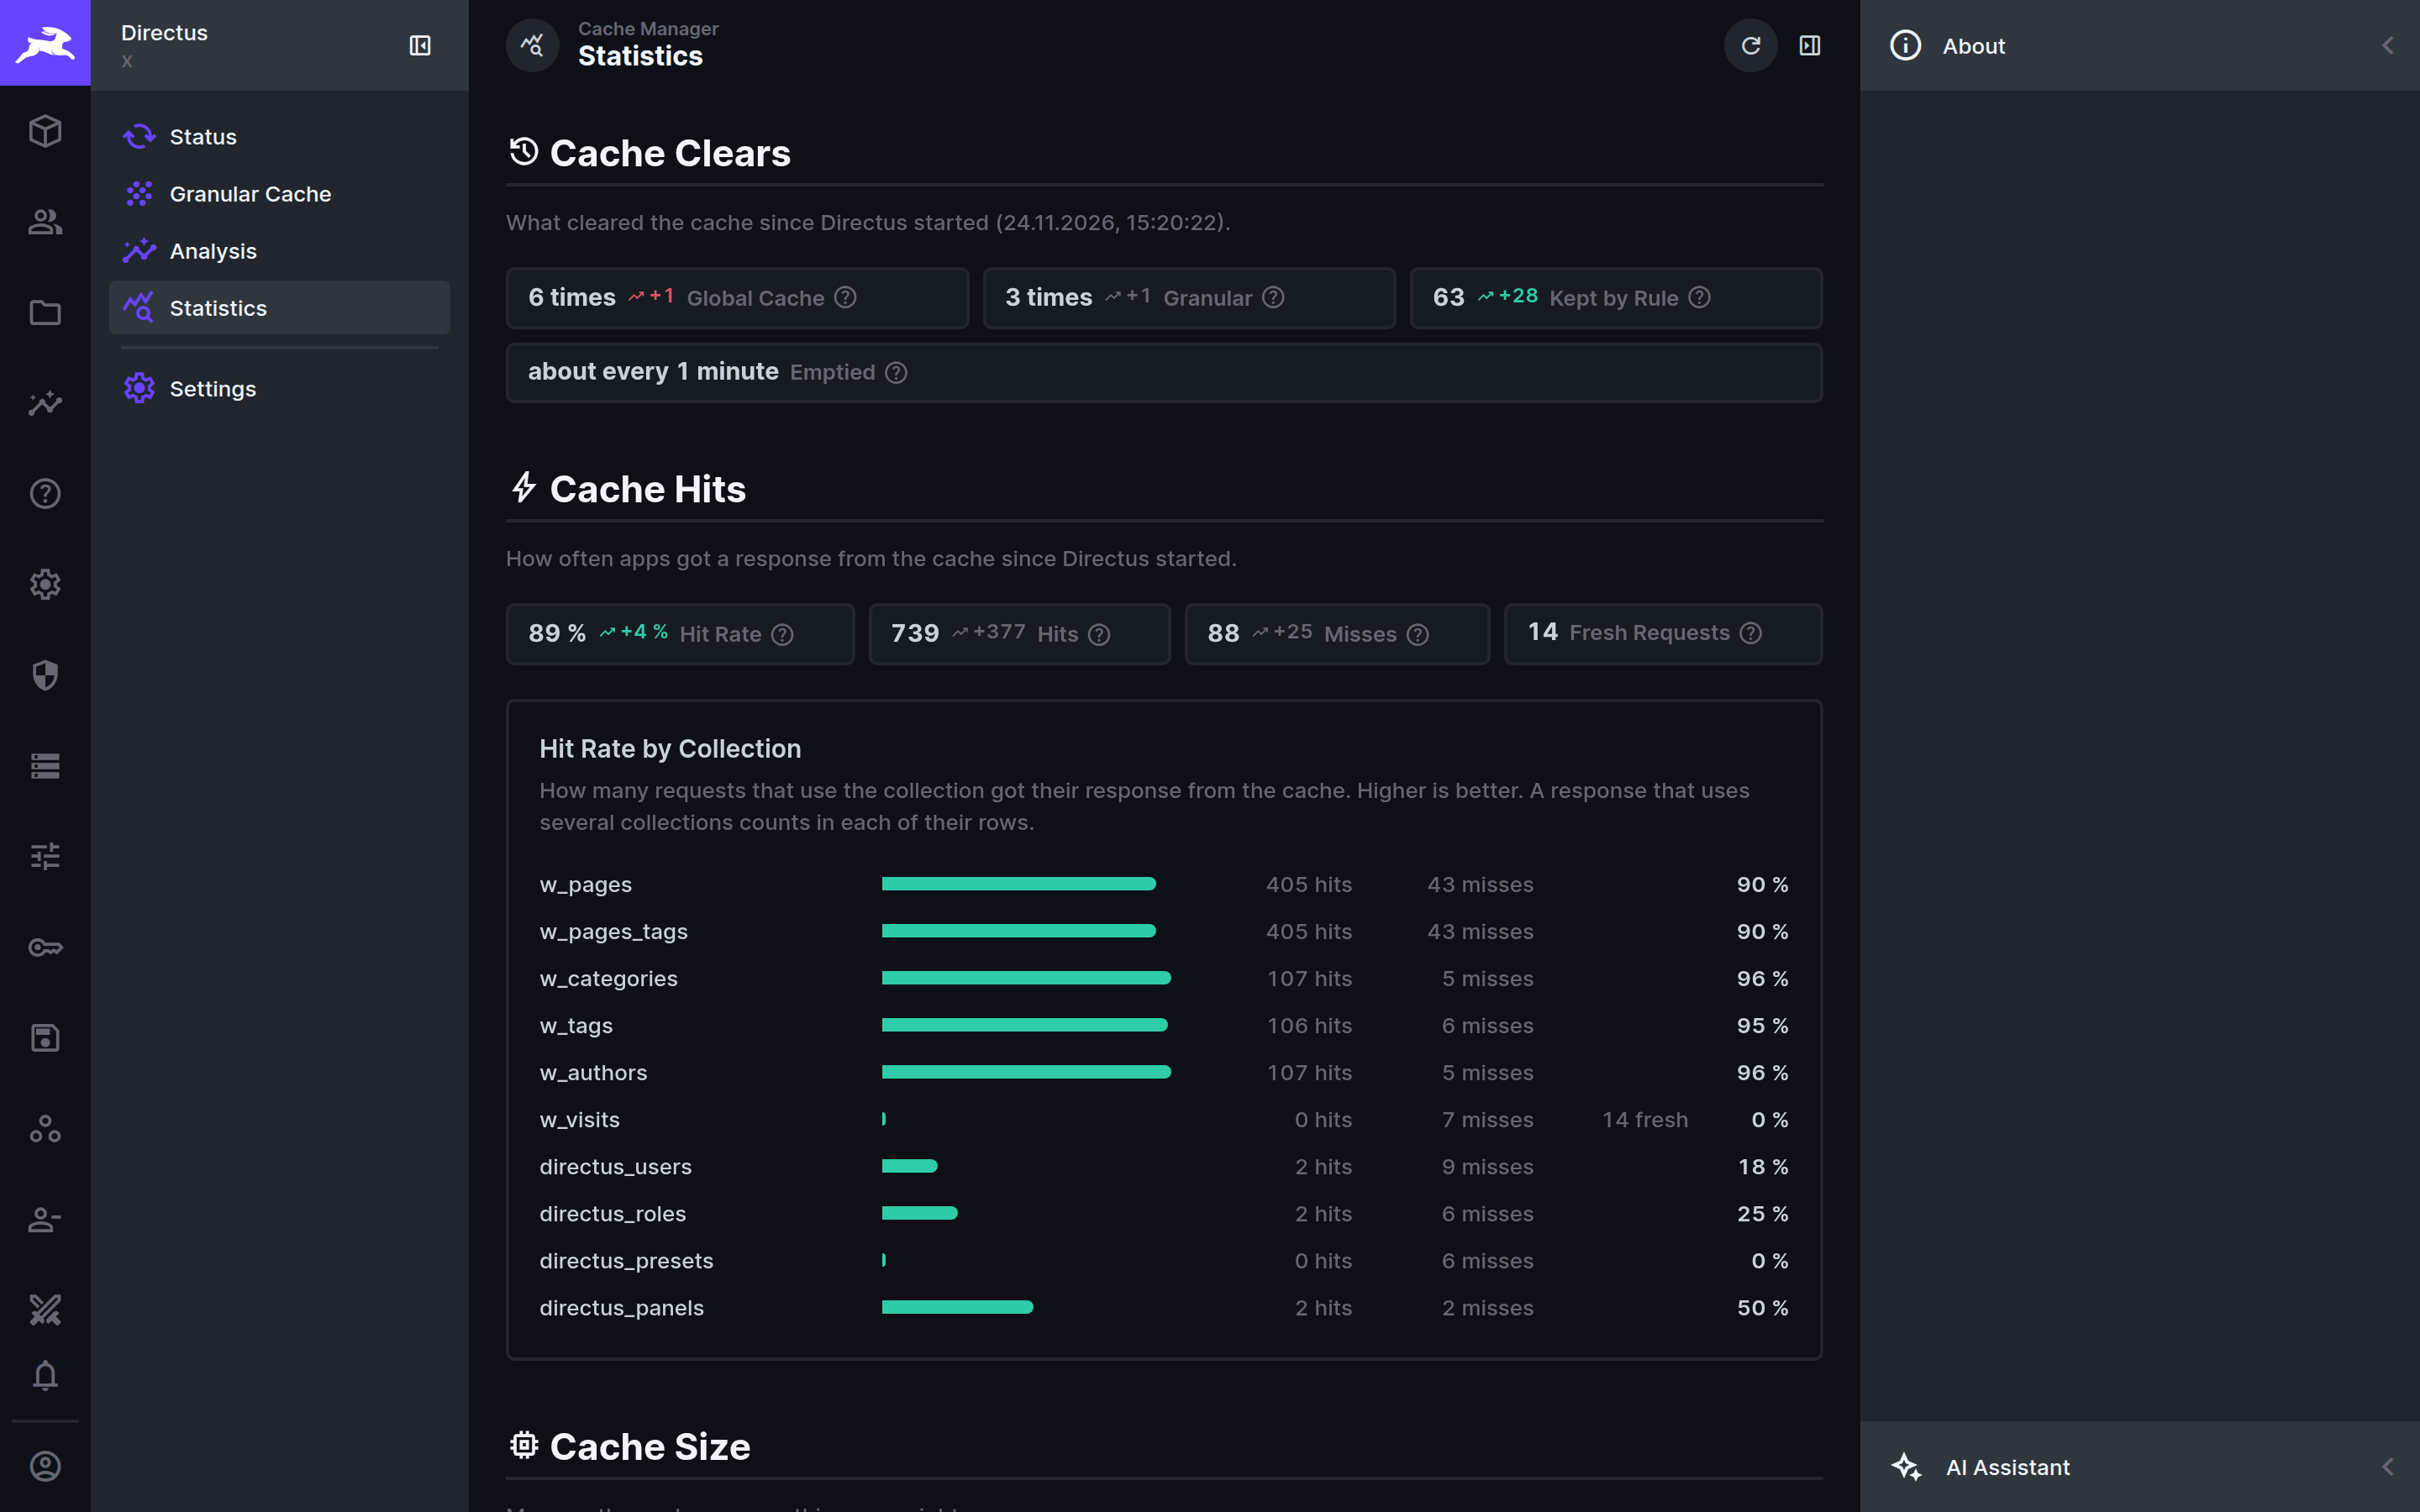 Directus
X
Status
Granular Cache
Analysis
Statistics
Settings
Cache Manager
Statistics
Cache Clears
What cleared the cache since Directus started (24.11.2026, 15:20:22).
6 times +1 Global Cache
3 times +1 Granular
63 +28 Kept by Rule
about every 1 minute Emptied
Cache Hits
How often apps got a response from the cache since Directus started.
89 % +4 % Hit Rate
739 +377 Hits
88 +25 Misses
14 Fresh Requests
Hit Rate by Collection
How many requests that use the collection got their response from the cache. Higher is better. A response that uses
several collections counts in each of their rows.
w_pages 405 hits 43 misses 90 %
w_pages_tags 405 hits 43 misses 90 %
w_categories 107 hits 5 misses 96 %
w_tags 106 hits 6 misses 95 %
w_authors 107 hits 5 misses 96 %
w_visits 0 hits 7 misses 14 fresh 0 %
directus_users 2 hits 9 misses 18 %
directus_roles 2 hits 6 misses 25 %
directus_presets 0 hits 6 misses 0 %
directus_panels 2 hits 2 misses 50 %
Cache Size
About
AI Assistant